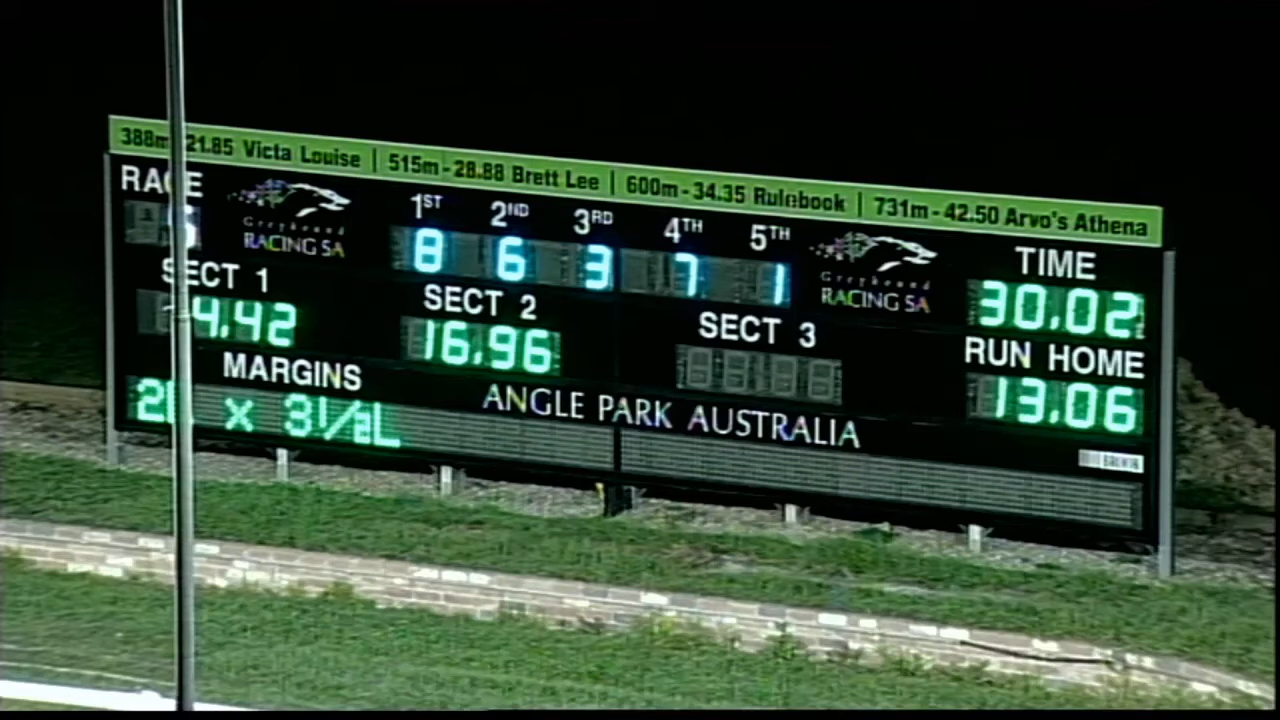 388m 21.85 Victa Louise | 515m - 28.88 Brett Lee | 600m - 34.35 Rulebook | 731m - 42.50 Arvo's Athena
RACE
Greyhound
RACING SA
1ST 2ND 3RD 4TH 5TH
8 6 3 7 1
Greyhound
RACING SA
TIME
30.02
SECT 1
4.42
SECT 2
16.96
SECT 3
RUN HOME
13.06
MARGINS
2L x 3 1/2L
ANGLE PARK AUSTRALIA